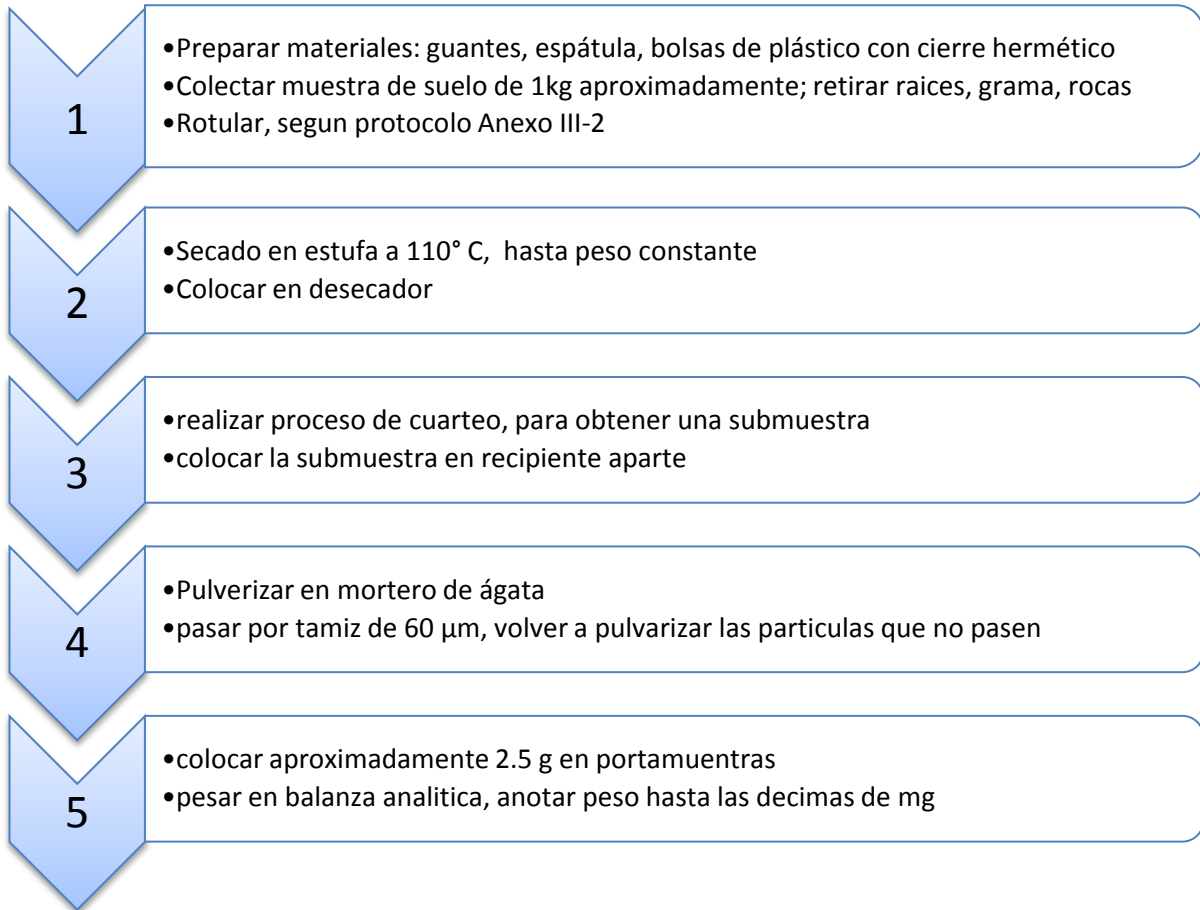 1
•Preparar materiales: guantes, espátula, bolsas de plástico con cierre hermético
•Colectar muestra de suelo de 1kg aproximadamente; retirar raices, grama, rocas
•Rotular, segun protocolo Anexo III-2
2
•Secado en estufa a 110° C, hasta peso constante
•Colocar en desecador
3
•realizar proceso de cuarteo, para obtener una submuestra
•colocar la submuestra en recipiente aparte
4
•Pulverizar en mortero de ágata
•pasar por tamiz de 60 µm, volver a pulvarizar las particulas que no pasen
5
•colocar aproximadamente 2.5 g en portamuentras
•pesar en balanza analitica, anotar peso hasta las decimas de mg